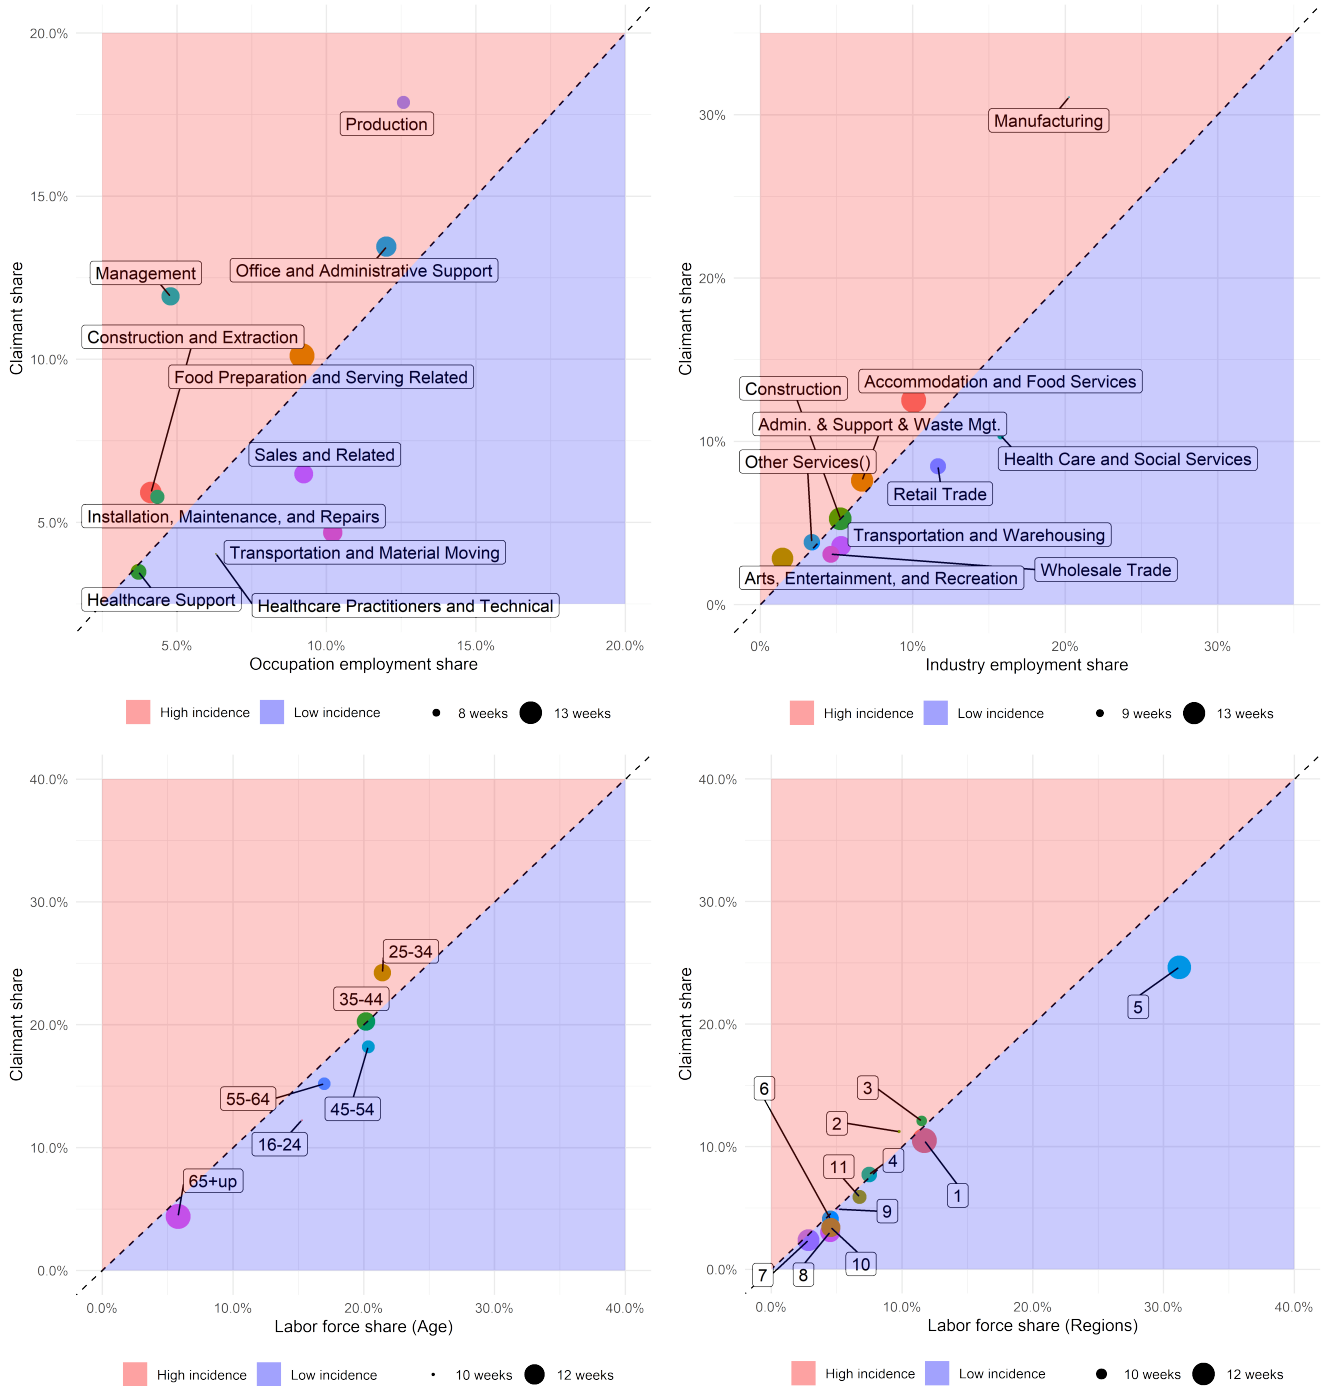 20.0%
15.0%
10.0%
5.0%
Claimant share
Production
Office and Administrative Support
Management
Construction and Extraction
Food Preparation and Serving Related
Sales and Related
Installation, Maintenance, and Repairs
Transportation and Material Moving
Healthcare Support
Healthcare Practitioners and Technical
5.0% 10.0% 15.0% 20.0%
Occupation employment share
High incidence Low incidence 8 weeks 13 weeks
30%
20%
10%
0%
Claimant share
Manufacturing
Accommodation and Food Services
Construction
Admin. & Support & Waste Mgt.
Other Services()
Health Care and Social Services
Retail Trade
Transportation and Warehousing
Wholesale Trade
Arts, Entertainment, and Recreation
0% 10% 20% 30%
Industry employment share
High incidence Low incidence 9 weeks 13 weeks
40.0%
30.0%
20.0%
10.0%
0.0%
Claimant share
25-34
35-44
55-64
45-54
16-24
65+up
0.0% 10.0% 20.0% 30.0% 40.0%
Labor force share (Age)
High incidence Low incidence 10 weeks 12 weeks
40.0%
30.0%
20.0%
10.0%
0.0%
Claimant share
5
6
3
2
4
11
1
9
10
7
8
0.0% 10.0% 20.0% 30.0% 40.0%
Labor force share (Regions)
High incidence Low incidence 10 weeks 12 weeks